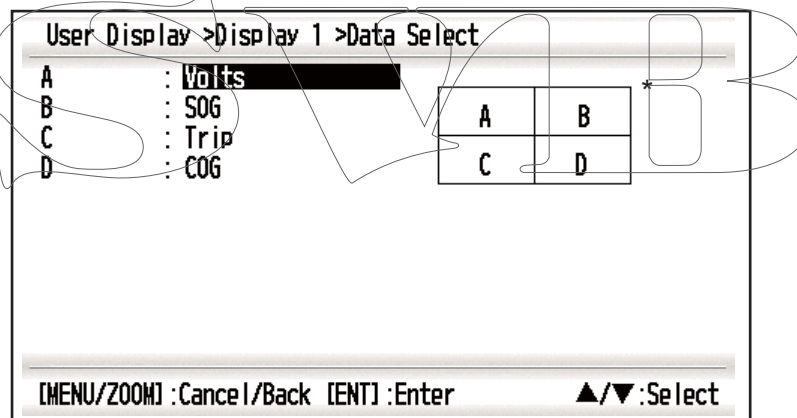 User Display >Display 1 >Data Select
A : Volts
B : SOG
C : Trip
D : COG
*
A B
C D
[MENU/ZOOM] :Cancel/Back [ENT] :Enter ▲/▼ :Select